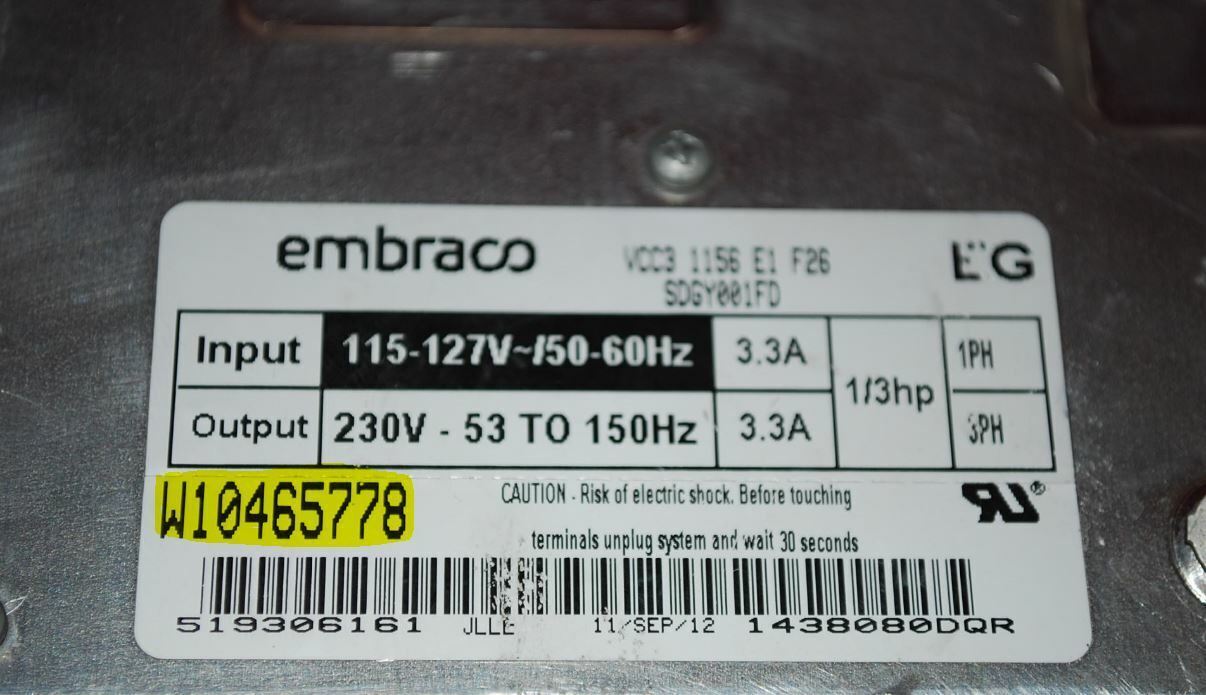 embraco
VCC3 1156 E1 F26
SDGY001FD
EG
Input 115-127V~/50-60Hz 3.3A 1/3hp 1PH
Output 230V - 53 TO 150Hz 3.3A 3PH
W10465778
CAUTION - Risk of electric shock. Before touching
terminals unplug system and wait 30 seconds
RU®
519306161 JLLE 11/SEP/12 1438080DQR